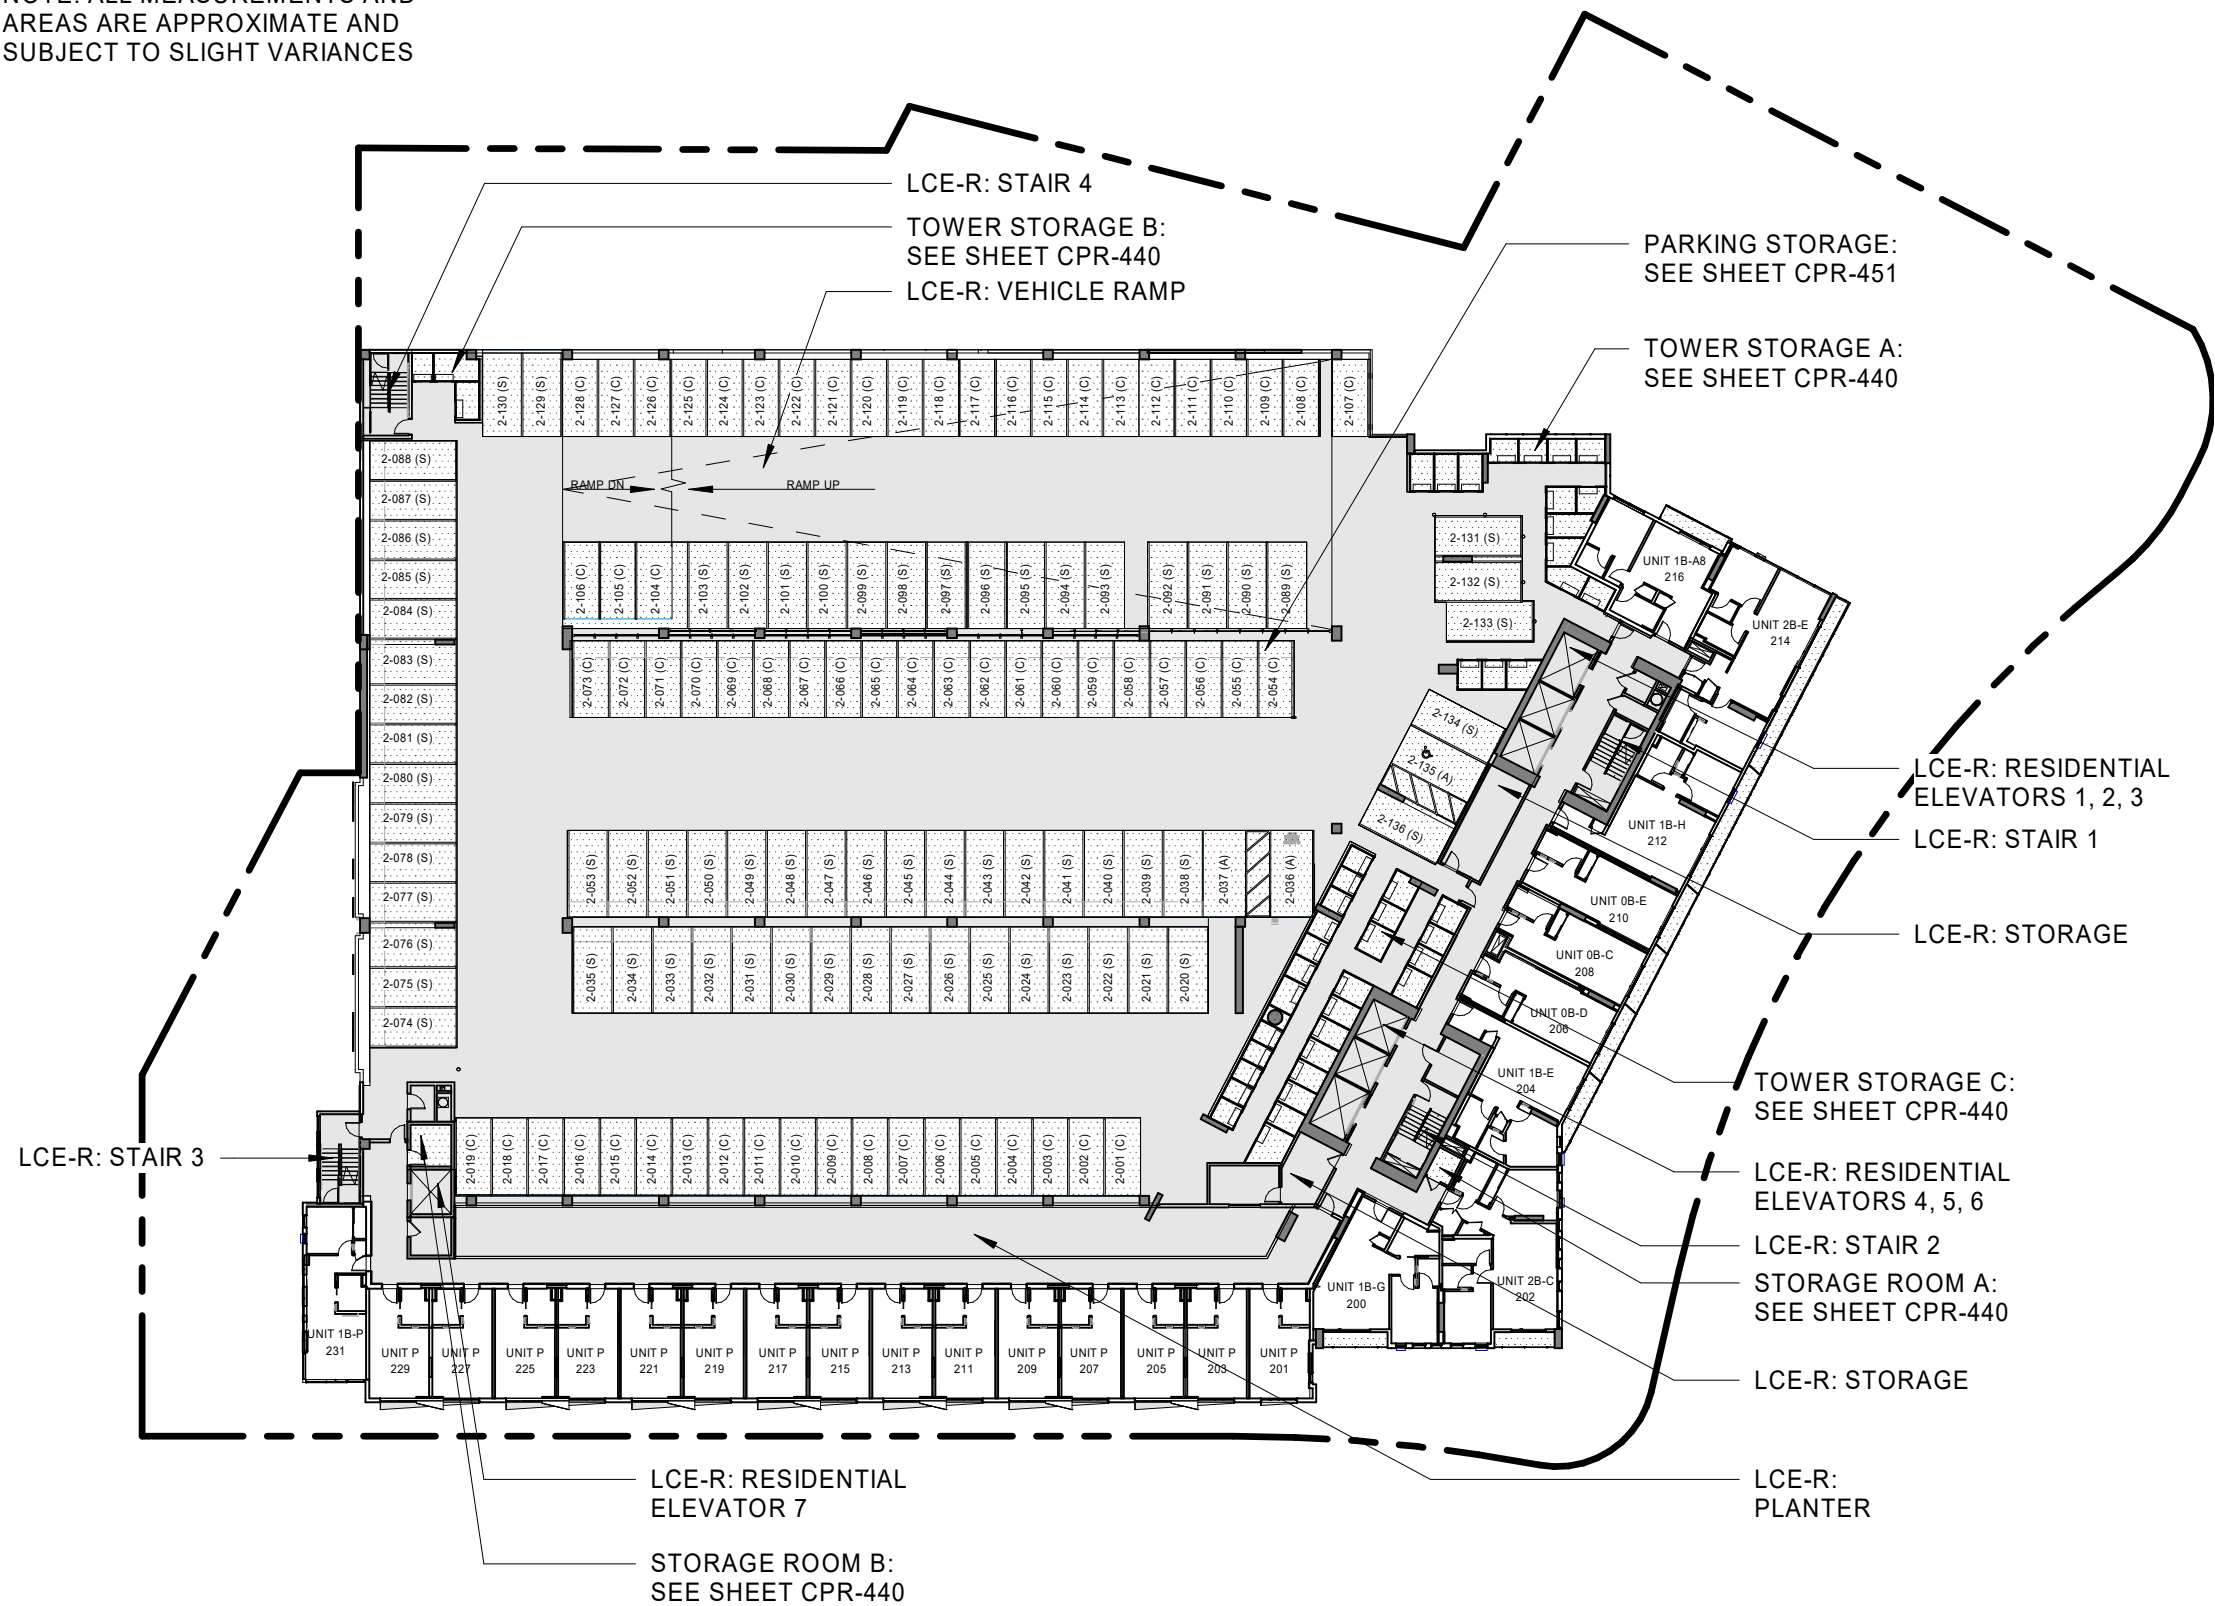 NOTE: ALL MEASUREMENTS AND
AREAS ARE APPROXIMATE AND
SUBJECT TO SLIGHT VARIANCES
LCE-R: STAIR 4
TOWER STORAGE B:
SEE SHEET CPR-440
LCE-R: VEHICLE RAMP
PARKING STORAGE:
SEE SHEET CPR-451
TOWER STORAGE A:
SEE SHEET CPR-440
2-130 (S)
2-129 (S)
2-128 (C)
2-127 (C)
2-126 (C)
2-125 (C)
2-124 (C)
2-123 (C)
2-122 (C)
2-121 (C)
2-120 (C)
2-119 (C)
2-118 (C)
2-117 (C)
2-116 (C)
2-115 (C)
2-114 (C)
2-113 (C)
2-112 (C)
2-111 (C)
2-110 (C)
2-109 (C)
2-108 (C)
2-107 (C)
RAMP DN
RAMP UP
2-088 (S)
2-087 (S)
2-086 (S)
2-085 (S)
2-084 (S)
2-083 (S)
2-082 (S)
2-081 (S)
2-080 (S)
2-079 (S)
2-078 (S)
2-077 (S)
2-076 (S)
2-075 (S)
2-074 (S)
2-106 (C)
2-105 (C)
2-104 (C)
2-103 (S)
2-102 (S)
2-101 (S)
2-100 (S)
2-099 (S)
2-098 (S)
2-097 (S)
2-096 (S)
2-095 (S)
2-094 (S)
2-093 (S)
2-092 (S)
2-091 (S)
2-090 (S)
2-089 (S)
2-131 (S)
2-132 (S)
2-133 (S)
2-073 (C)
2-072 (C)
2-071 (C)
2-070 (C)
2-069 (C)
2-068 (C)
2-067 (C)
2-066 (C)
2-065 (C)
2-064 (C)
2-063 (C)
2-062 (C)
2-061 (C)
2-060 (C)
2-059 (C)
2-058 (C)
2-057 (C)
2-056 (C)
2-055 (C)
2-054 (C)
2-134 (S)
2-135 (A)
2-136 (S)
2-053 (S)
2-052 (S)
2-051 (S)
2-050 (S)
2-049 (S)
2-048 (S)
2-047 (S)
2-046 (S)
2-045 (S)
2-044 (S)
2-043 (S)
2-042 (S)
2-041 (S)
2-040 (S)
2-039 (S)
2-038 (S)
2-037 (A)
2-036 (A)
2-035 (S)
2-034 (S)
2-033 (S)
2-032 (S)
2-031 (S)
2-030 (S)
2-029 (S)
2-028 (S)
2-027 (S)
2-026 (S)
2-025 (S)
2-024 (S)
2-023 (S)
2-022 (S)
2-021 (S)
2-020 (S)
2-019 (C)
2-018 (C)
2-017 (C)
2-016 (C)
2-015 (C)
2-014 (C)
2-013 (C)
2-012 (C)
2-011 (C)
2-010 (C)
2-009 (C)
2-008 (C)
2-007 (C)
2-006 (C)
2-005 (C)
2-004 (C)
2-003 (C)
2-002 (C)
2-001 (C)
UNIT 1B-A8
216
UNIT 2B-E
214
UNIT 1B-H
212
UNIT 0B-E
210
UNIT 0B-C
208
UNIT 0B-D
206
UNIT 1B-E
204
UNIT 2B-C
202
UNIT 1B-G
200
LCE-R: RESIDENTIAL
ELEVATORS 1, 2, 3
LCE-R: STAIR 1
LCE-R: STORAGE
TOWER STORAGE C:
SEE SHEET CPR-440
LCE-R: RESIDENTIAL
ELEVATORS 4, 5, 6
LCE-R: STAIR 2
STORAGE ROOM A:
SEE SHEET CPR-440
LCE-R: STORAGE
LCE-R:
PLANTER
LCE-R: STAIR 3
UNIT 1B-P
231
UNIT P
229
UNIT P
227
UNIT P
225
UNIT P
223
UNIT P
221
UNIT P
219
UNIT P
217
UNIT P
215
UNIT P
213
UNIT P
211
UNIT P
209
UNIT P
207
UNIT P
205
UNIT P
203
UNIT P
201
LCE-R: RESIDENTIAL
ELEVATOR 7
STORAGE ROOM B:
SEE SHEET CPR-440